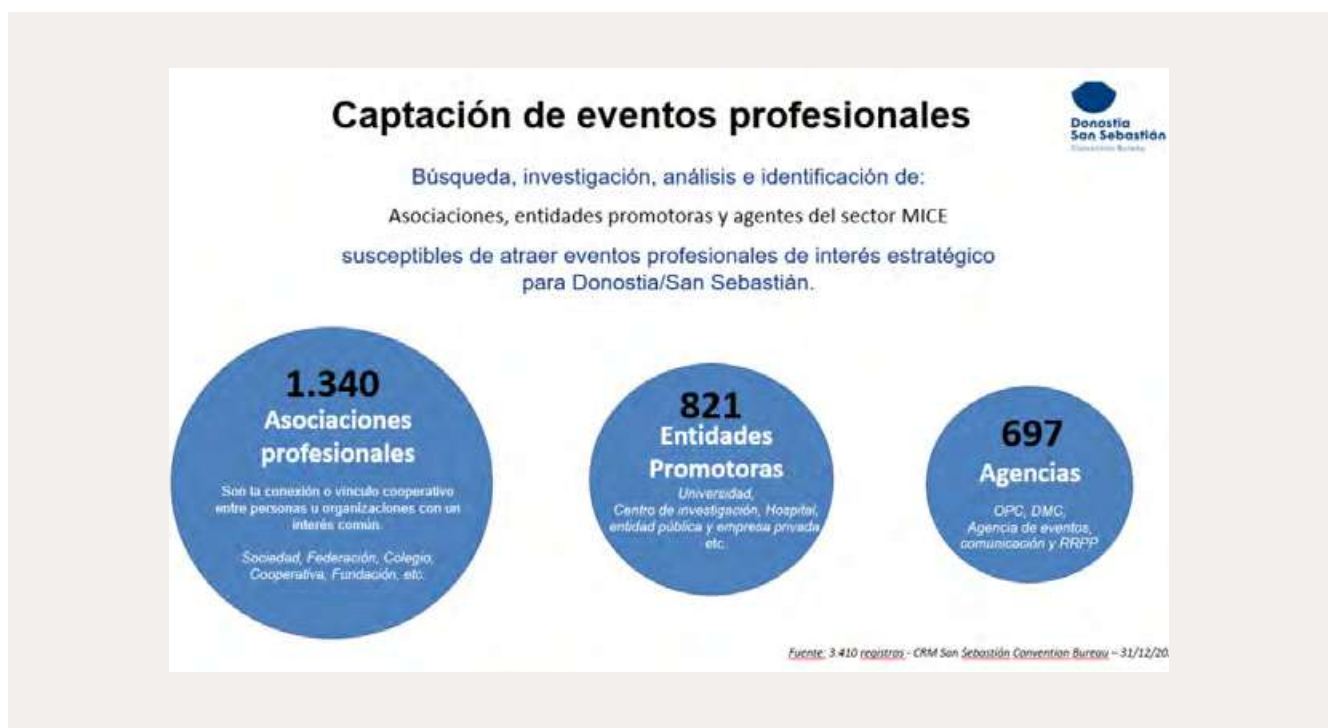 Captación de eventos profesionales
Donostia
San Sebastián
Convention Bureau
Búsqueda, investigación, análisis e identificación de:
Asociaciones, entidades promotoras y agentes del sector MICE
susceptibles de atraer eventos profesionales de interés estratégico
para Donostia/San Sebastián.
1.340
Asociaciones
profesionales
Son la conexión o vínculo cooperativo
entre personas u organizaciones con un
interés común.
Sociedad, Federación, Colegio,
Cooperativa, Fundación, etc.
821
Entidades
Promotoras
Universidad,
Centro de investigación, Hospital,
entidad pública y empresa privada
etc.
697
Agencias
OPC, DMC,
Agencia de eventos,
comunicación y RRPP
Fuente: 3.410 registros - CRM San Sebastián Convention Bureau – 31/12/20